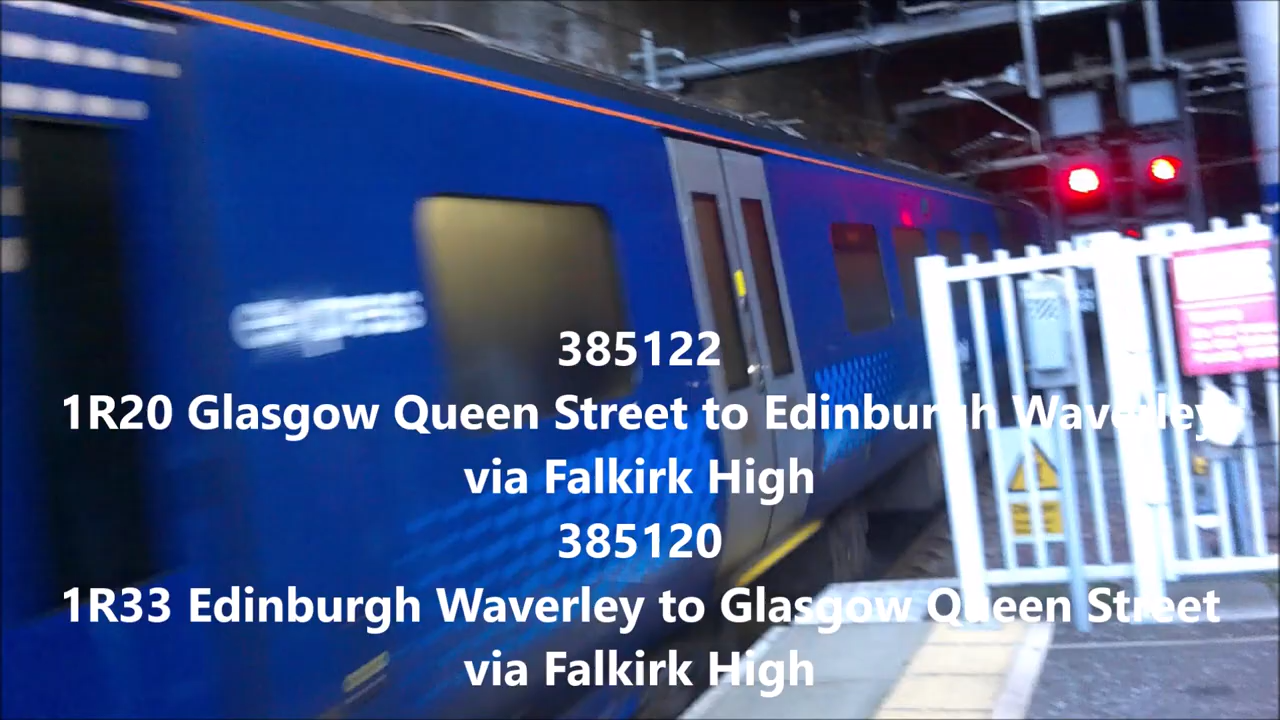 express
385122
1R20 Glasgow Queen Street to Edinburgh Waverley
via Falkirk High
385120
1R33 Edinburgh Waverley to Glasgow Queen Street
via Falkirk High